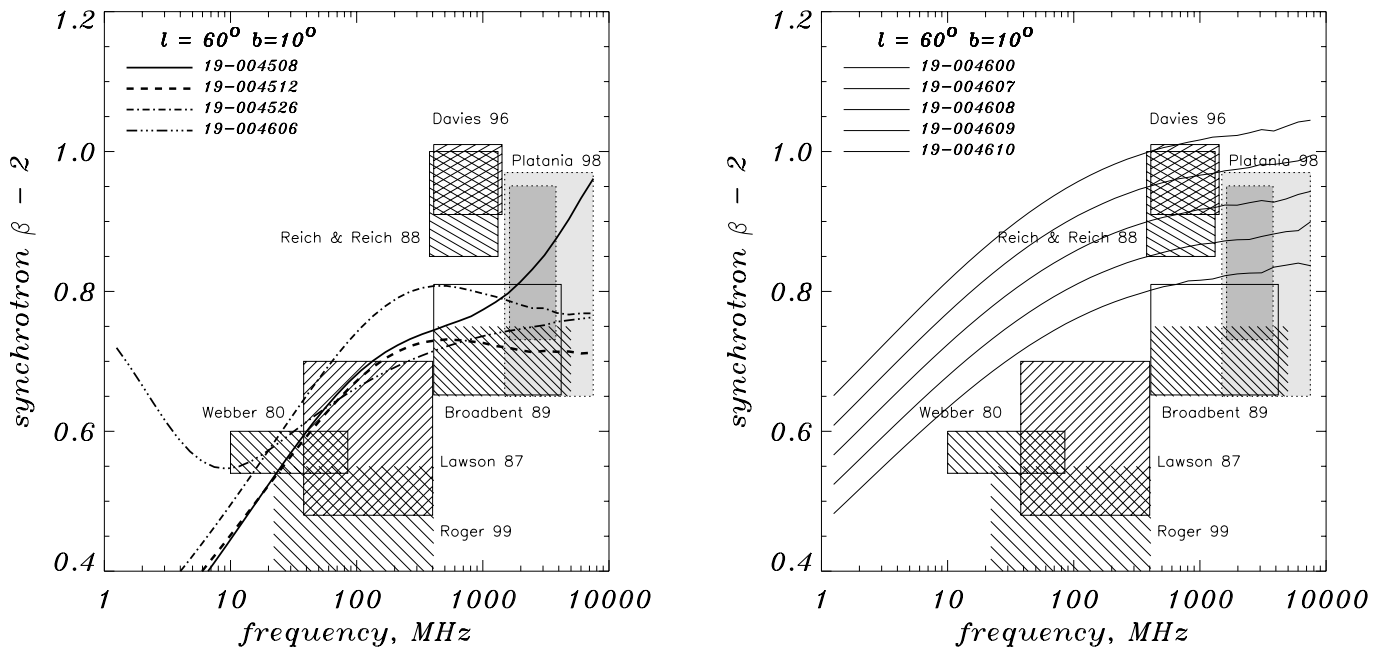 l = 60° b=10°
19-004508
19-004512
19-004526
19-004606
Davies 96
Platania 98
Reich & Reich 88
Webber 80
Broadbent 89
Lawson 87
Roger 99
1.2
1.0
0.8
0.6
0.4
synchrotron β − 2
1 10 100 1000 10000
frequency, MHz
l = 60° b=10°
19-004600
19-004607
19-004608
19-004609
19-004610
Davies 96
Platania 98
Reich & Reich 88
Webber 80
Broadbent 89
Lawson 87
Roger 99
1.2
1.0
0.8
0.6
0.4
synchrotron β − 2
1 10 100 1000 10000
frequency, MHz